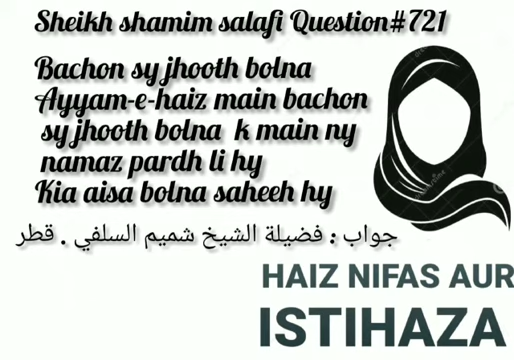 Sheikh shamim salafi Question#721
Bachon sy jhooth bolna
Ayyam-e-haiz main bachon
sy jhooth bolna k main ny
namaz pardh li hy
Kia aisa bolna saheeh hy
جواب : فضيلة الشيخ شميم السلفي . قطر
HAIZ NIFAS AUR
ISTIHAZA